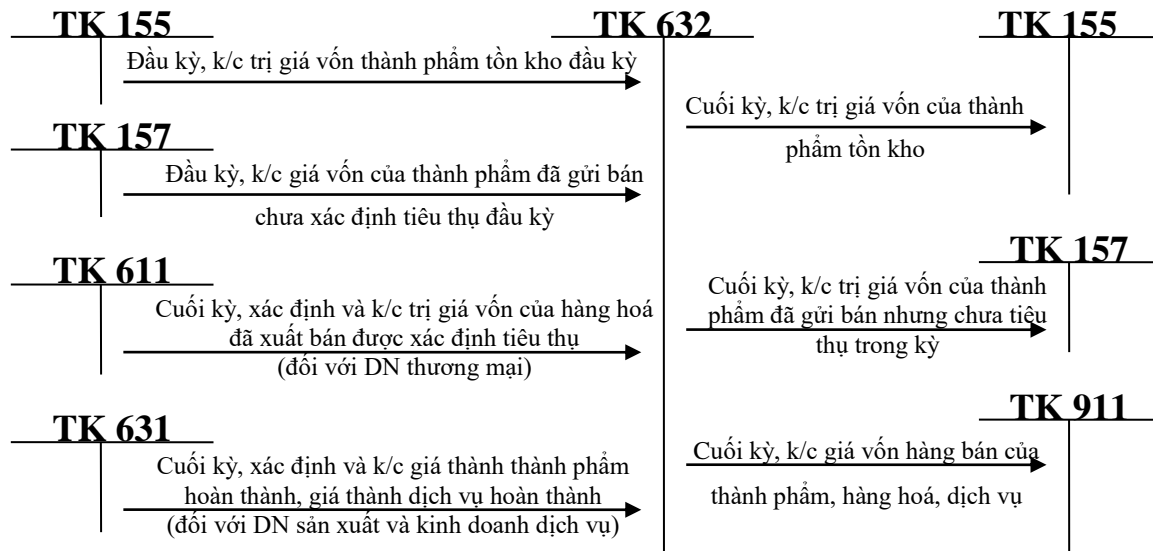 TK 155
TK 632
TK 155
Đầu kỳ, k/c trị giá vốn thành phẩm tồn kho đầu kỳ
Cuối kỳ, k/c trị giá vốn của thành
phẩm tồn kho
TK 157
Đầu kỳ, k/c giá vốn của thành phẩm đã gửi bán
chưa xác định tiêu thụ đầu kỳ
TK 157
TK 611
Cuối kỳ, k/c trị giá vốn của thành
phẩm đã gửi bán nhưng chưa tiêu
thụ trong kỳ
Cuối kỳ, xác định và k/c trị giá vốn của hàng hoá
đã xuất bán được xác định tiêu thụ
(đối với DN thương mại)
TK 911
TK 631
Cuối kỳ, k/c giá vốn hàng bán của
thành phẩm, hàng hoá, dịch vụ
Cuối kỳ, xác định và k/c giá thành thành phẩm
hoàn thành, giá thành dịch vụ hoàn thành
(đối với DN sản xuất và kinh doanh dịch vụ)